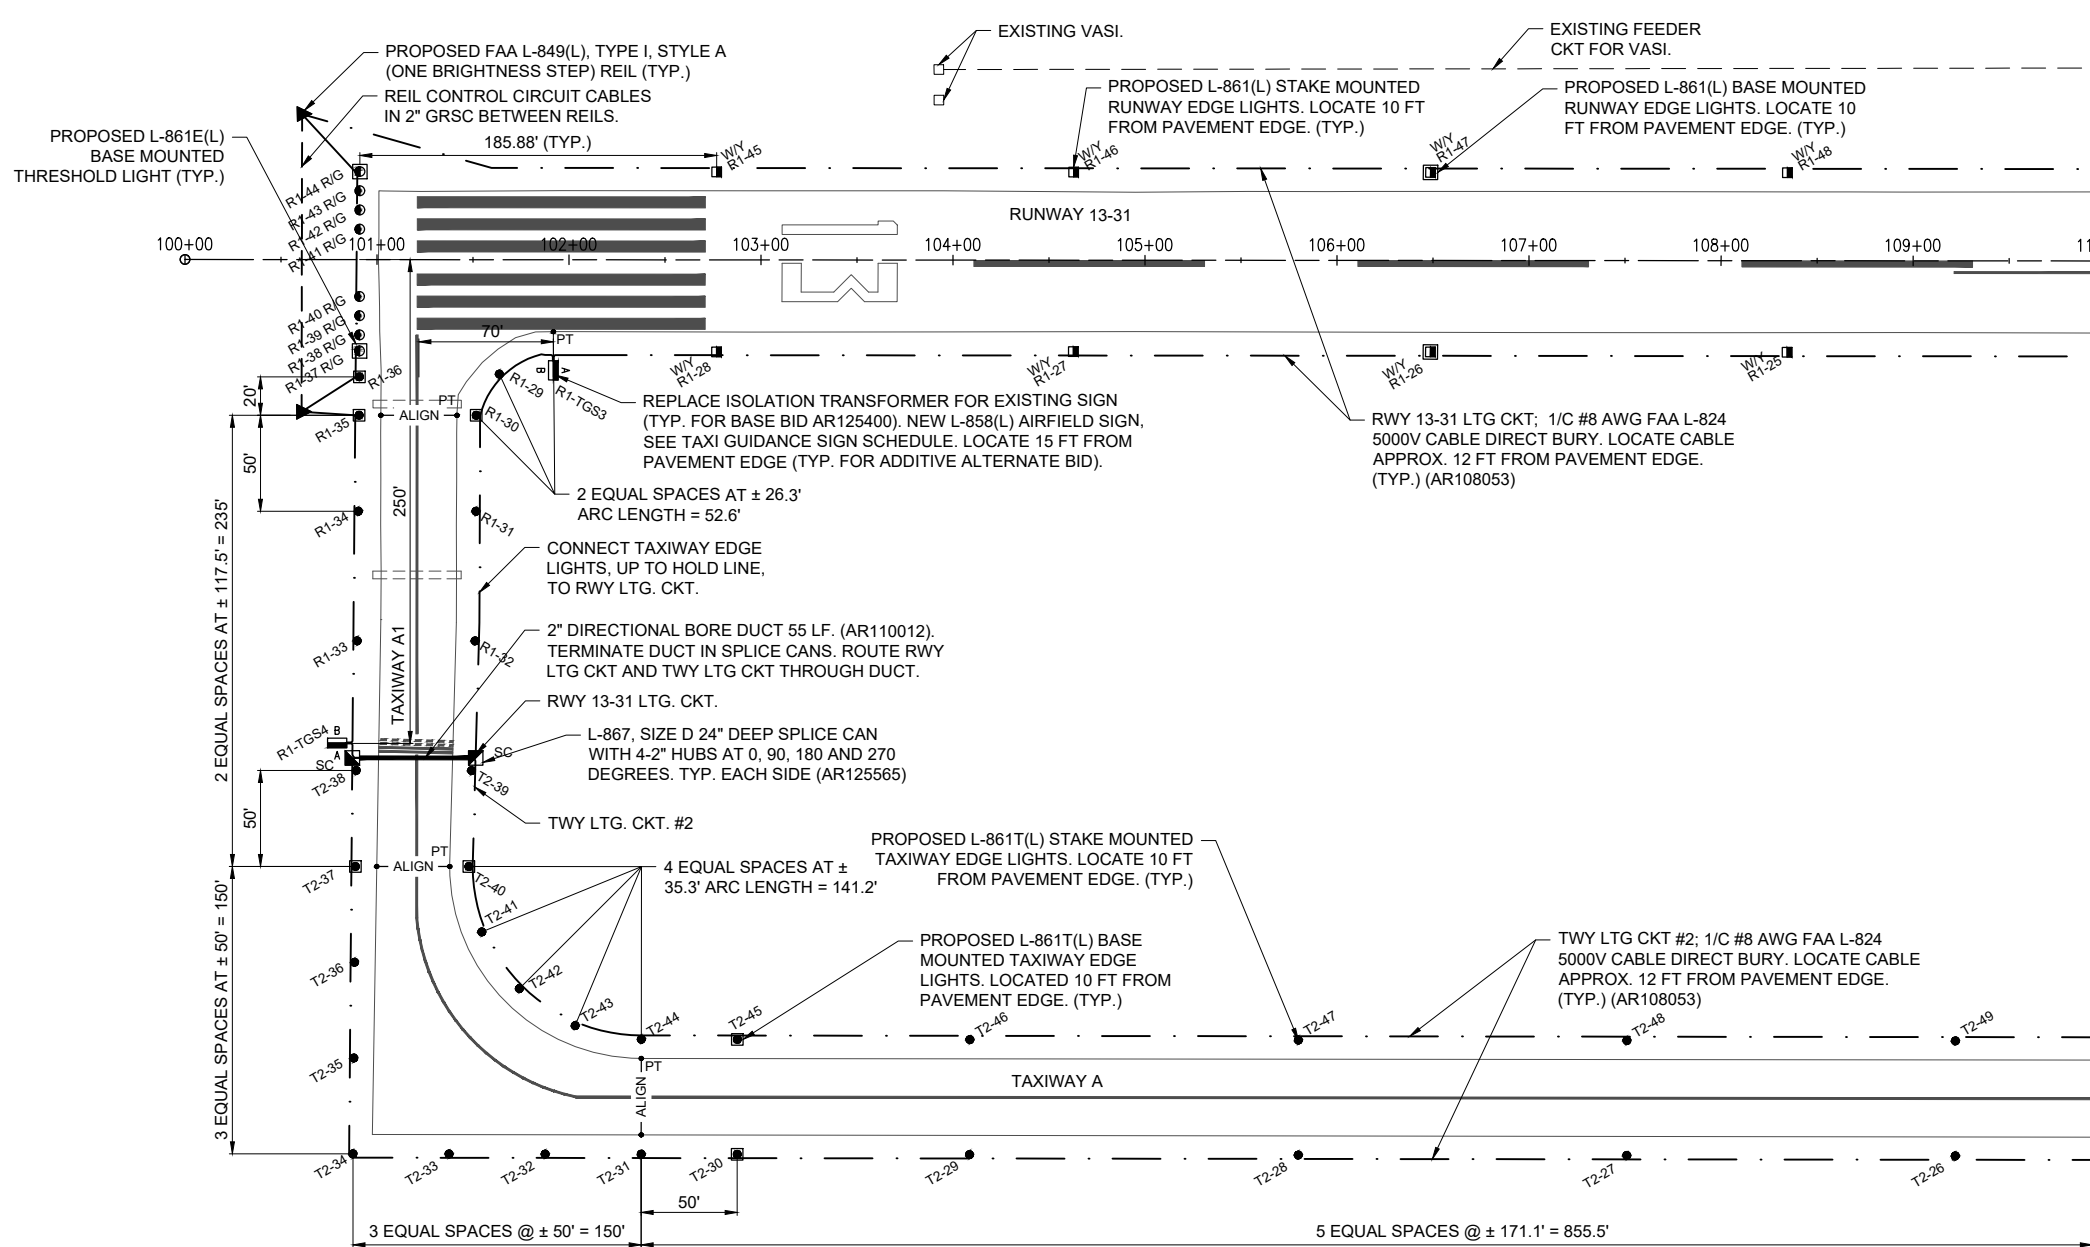 EXISTING VASI.
EXISTING FEEDER
CKT FOR VASI.
PROPOSED FAA L-849(L), TYPE I, STYLE A
(ONE BRIGHTNESS STEP) REIL (TYP.)
REIL CONTROL CIRCUIT CABLES
IN 2" GRSC BETWEEN REILS.
PROPOSED L-861(L) STAKE MOUNTED
RUNWAY EDGE LIGHTS. LOCATE 10 FT
FROM PAVEMENT EDGE. (TYP.)
PROPOSED L-861(L) BASE MOUNTED
RUNWAY EDGE LIGHTS. LOCATE 10
FT FROM PAVEMENT EDGE. (TYP.)
PROPOSED L-861E(L)
BASE MOUNTED
THRESHOLD LIGHT (TYP.)
185.88' (TYP.)
W/Y
R1-45
W/Y
R1-46
W/Y
R1-47
W/Y
R1-48
R1-44 R/G
R1-43 R/G
R1-42 R/G
R1-41 R/G
RUNWAY 13-31
100+00
101+00
102+00
103+00
104+00
105+00
106+00
107+00
108+00
109+00
11
R1-40 R/G
R1-39 R/G
R1-38 R/G
R1-37 R/G
R1-36
70'
PT
A
B
R1-29
R1-TGS3
W/Y
R1-28
W/Y
R1-27
W/Y
R1-26
W/Y
R1-25
20'
PT
ALIGN
R1-35
R1-30
REPLACE ISOLATION TRANSFORMER FOR EXISTING SIGN
(TYP. FOR BASE BID AR125400). NEW L-858(L) AIRFIELD SIGN,
SEE TAXI GUIDANCE SIGN SCHEDULE. LOCATE 15 FT FROM
PAVEMENT EDGE (TYP. FOR ADDITIVE ALTERNATE BID).
RWY 13-31 LTG CKT; 1/C #8 AWG FAA L-824
5000V CABLE DIRECT BURY. LOCATE CABLE
APPROX. 12 FT FROM PAVEMENT EDGE.
(TYP.) (AR108053)
50'
250'
2 EQUAL SPACES AT ± 26.3'
ARC LENGTH = 52.6'
R1-34
R1-31
2 EQUAL SPACES AT ± 117.5' = 235'
CONNECT TAXIWAY EDGE
LIGHTS, UP TO HOLD LINE,
TO RWY LTG. CKT.
2" DIRECTIONAL BORE DUCT 55 LF. (AR110012).
TERMINATE DUCT IN SPLICE CANS. ROUTE RWY
LTG CKT AND TWY LTG CKT THROUGH DUCT.
R1-33
R1-32
TAXIWAY A1
RWY 13-31 LTG. CKT.
L-867, SIZE D 24" DEEP SPLICE CAN
WITH 4-2" HUBS AT 0, 90, 180 AND 270
DEGREES. TYP. EACH SIDE (AR125565)
R1-TGS4
B
A
SC
SC
T2-38
T2-39
50'
TWY LTG. CKT. #2
PT
ALIGN
T2-37
T2-40
4 EQUAL SPACES AT ±
35.3' ARC LENGTH = 141.2'
PROPOSED L-861T(L) STAKE MOUNTED
TAXIWAY EDGE LIGHTS. LOCATE 10 FT
FROM PAVEMENT EDGE. (TYP.)
T2-41
T2-42
T2-43
T2-44
T2-45
T2-46
T2-47
T2-48
T2-49
PROPOSED L-861T(L) BASE
MOUNTED TAXIWAY EDGE
LIGHTS. LOCATED 10 FT FROM
PAVEMENT EDGE. (TYP.)
TWY LTG CKT #2; 1/C #8 AWG FAA L-824
5000V CABLE DIRECT BURY. LOCATE CABLE
APPROX. 12 FT FROM PAVEMENT EDGE.
(TYP.) (AR108053)
3 EQUAL SPACES AT ± 50' = 150'
T2-36
T2-35
PT
ALIGN
TAXIWAY A
T2-34
T2-33
T2-32
T2-31
T2-30
T2-29
T2-28
T2-27
T2-26
50'
3 EQUAL SPACES @ ± 50' = 150'
5 EQUAL SPACES @ ± 171.1' = 855.5'